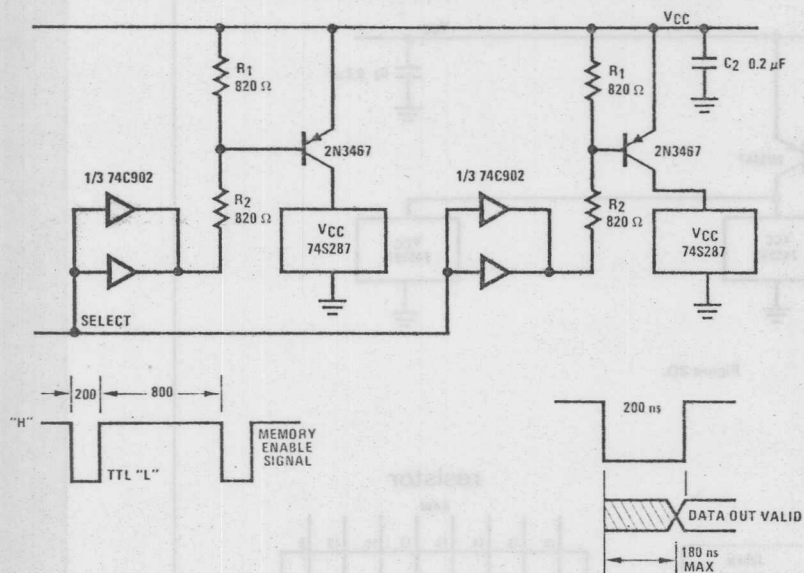 VCC
R1
820 Ω
R1
820 Ω
C2 0.2 μF
2N3467
2N3467
1/3 74C902
1/3 74C902
R2
820 Ω
R2
820 Ω
VCC
74S287
VCC
74S287
SELECT
200
800
200 ns
"H"
MEMORY
ENABLE
SIGNAL
TTL "L"
DATA OUT VALID
180 ns
MAX
resistor